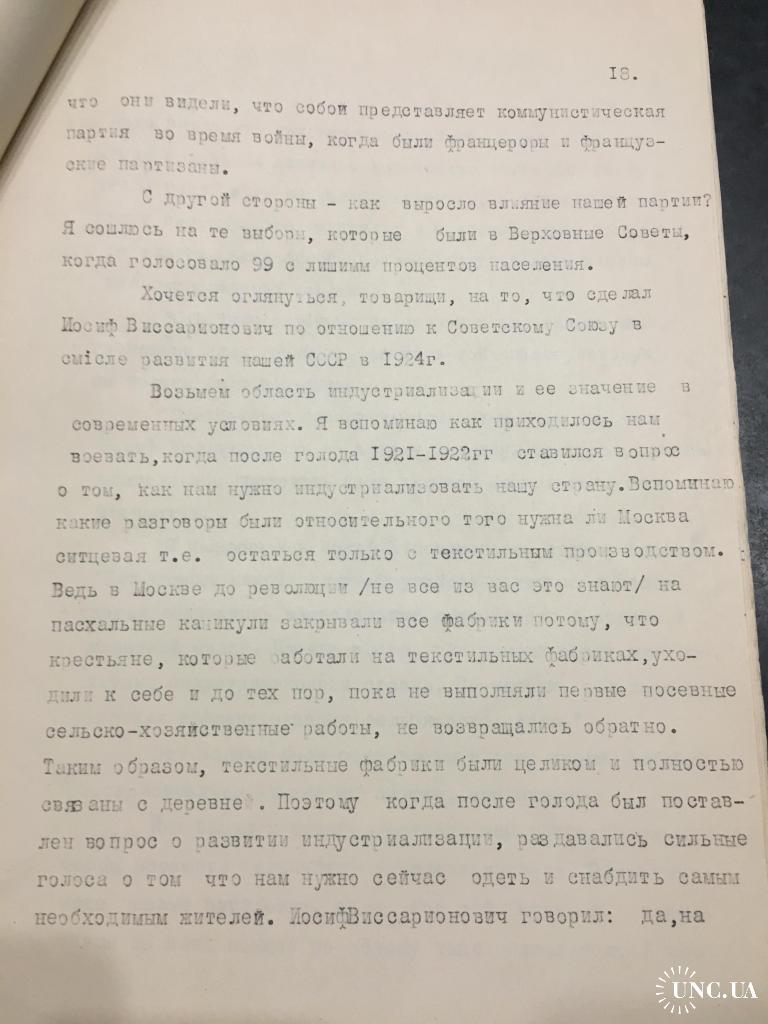 18.
что они видели, что собой представляет коммунистическая
партия во время войны, когда были францероры и француз-
ские партизаны.
С другой стороны - как выросло влияние нашей партии?
Я сошлюсь на те выборы, которые были в Верховные Советы,
когда голосовало 99 с лишимм процентов населения.
Хочется оглянуться, товарищи, на то, что сделал
Иосиф Виссарионович по отношению к Советскому Союзу в
смісле развития нашей СССР в 1924г.
Возьмем область индустриализации и ее значение в
современных условиях. Я вспоминаю как приходилось нам
воевать,когда после голода 1921-1922гг ставился вопрос
о том, как нам нужно индустриализовать нашу страну.Вспоминаю
какие разговоры были относительного того нужна ли Москва
ситцевая т.е. остаться только с текстильным производством.
Ведь в Москве до революции /не все из вас это знают/ на
пасхальные каникули закрывали все фабрики потому, что
крестьяне, которые работали на текстильных фабриках,ухо-
дили к себе и до тех пор, пока не выполняли первые посевные
сельско-хозяйственные работы, не возвращались обратно.
Таким образом, текстильные фабрики были целиком и полностью
связаны с деревне . Поэтому когда после голода был постав-
лен вопрос о развитии индустриализации, раздавались сильные
голоса о том что нам нужно сейчас одеть и снабдить самым
необходимым жителей. ИосифВиссарионович говорил: да,на
UNC.UA